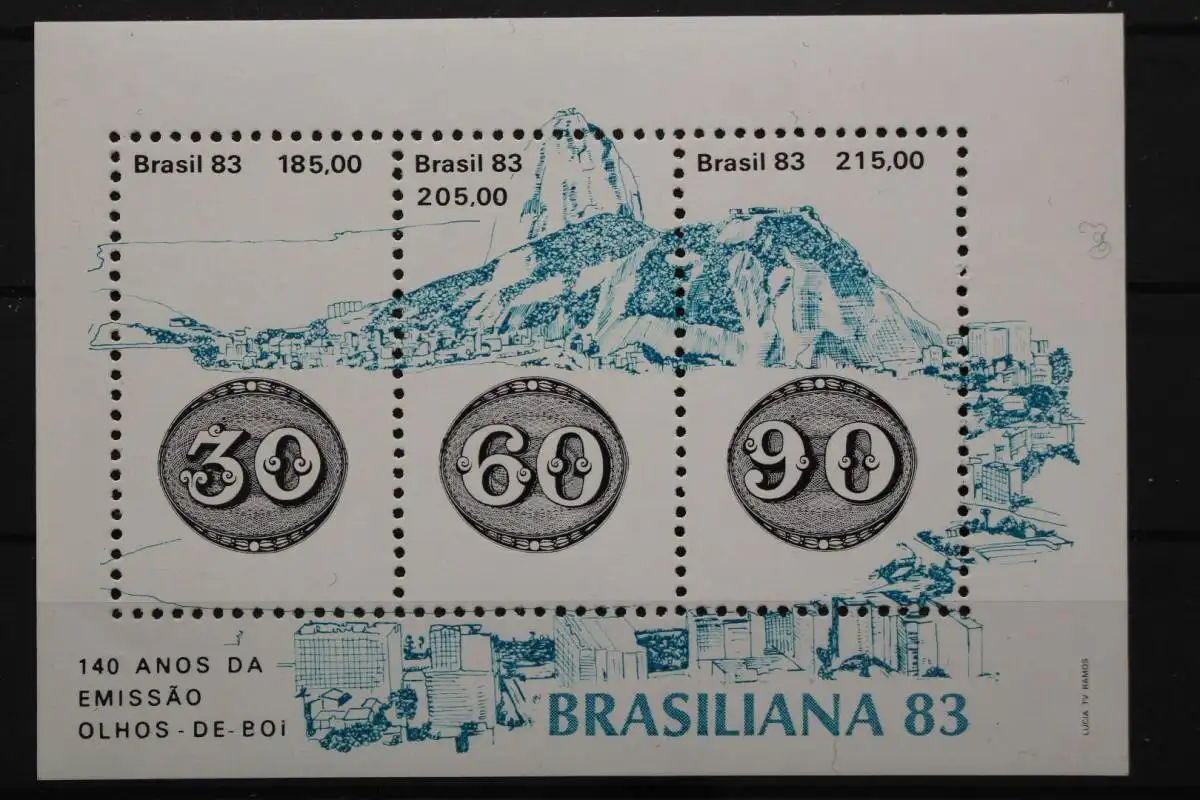 Brasil 83 185,00
Brasil 83
205,00
Brasil 83 215,00
30
60
90
140 ANOS DA
EMISSÃO
OLHOS-DE-BOi
BRASILIANA 83
LUCIA TV RAMOS